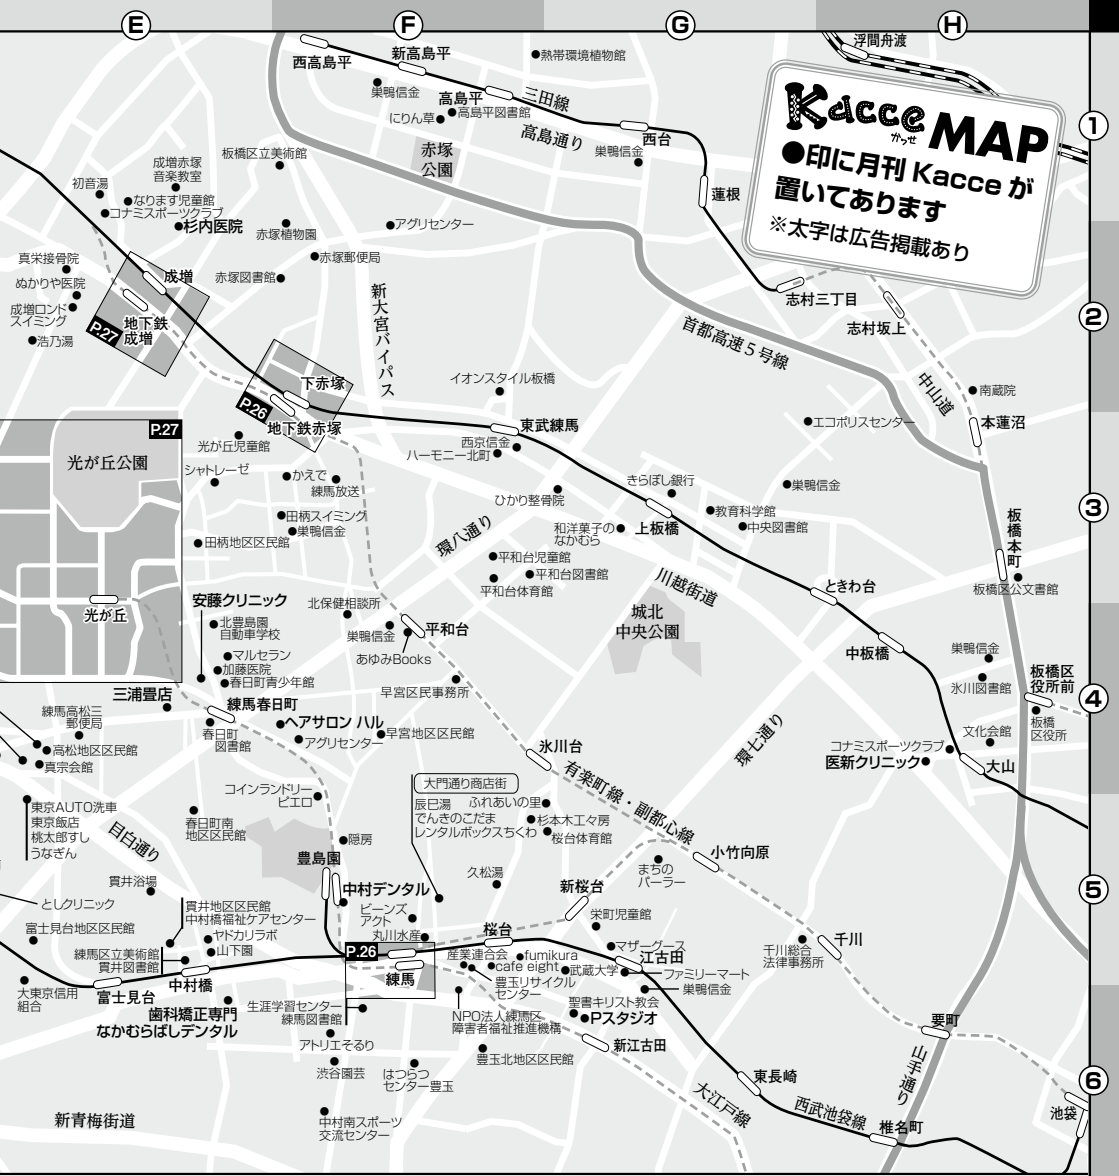 E
F
G
H
1
2
3
4
5
6
Kacce MAP
かっせ
●印に月刊 Kacce が
置いてあります
※太字は広告掲載あり
浮間舟渡
西高島平
新高島平
熱帯環境植物館
巣鴨信金
高島平
高島平図書館
にりん草
三田線
高島通り
西台
巣鴨信金
赤塚
公園
蓮根
成増赤塚
音楽教室
板橋区立美術館
初音湯
なります児童館
コナミスポーツクラブ
杉内医院
赤塚植物園
アグリセンター
真栄接骨院
ぬかりや医院
成増ロンド
スイミング
浩乃湯
成増
地下鉄
成増
P.27
赤塚郵便局
赤塚図書館
新大宮バイパス
志村三丁目
志村坂上
首都高速5号線
中山道
南蔵院
本蓮沼
下赤塚
P.26
地下鉄赤塚
イオンスタイル板橋
東武練馬
西京信金
ハーモニー北町
エコポリスセンター
P.27
光が丘公園
光が丘
光が丘児童館
シャトレーゼ
かえで
練馬放送
田柄スイミング
巣鴨信金
田柄地区区民館
ひかり整骨院
きらぼし銀行
巣鴨信金
教育科学館
中央図書館
和洋菓子の
なかむら
上板橋
環八通り
平和台児童館
平和台図書館
平和台体育館
川越街道
ときわ台
板橋本町
板橋区公文書館
安藤クリニック
北豊島園
自動車学校
マルセラン
加藤医院
春日町青少年館
北保健相談所
巣鴨信金
平和台
あゆみBooks
城北
中央公園
中板橋
巣鴨信金
氷川図書館
板橋区
役所前
三浦畳店
練馬春日町
早宮区民事務所
練馬高松三
郵便局
高松地区区民館
真宗会館
春日町
図書館
ヘアサロン ハル
アグリセンター
早宮地区区民館
氷川台
環七通り
文化会館
板橋
区役所
コナミスポーツクラブ
医新クリニック
大山
有楽町線・副都心線
東京AUTO洗車
東京飯店
桃太郎すし
うなぎん
目白通り
コインランドリー
ピエロ
春日町南
地区区民館
大門通り商店街
辰巳湯
でんきのこだま
レンタルボックスちくわ
ふれあいの里
杉本木工々房
桜台体育館
隠房
豊島園
小竹向原
貫井浴場
としクリニック
富士見台地区区民館
貫井地区区民館
中村橋福祉ケアセンター
ヤドカリラボ
山下園
練馬区立美術館
貫井図書館
中村デンタル
ビーンズ
アクト
丸川水産
久松湯
まちの
パーラー
新桜台
栄町児童館
P.26
練馬
桜台
産業連合会
fumikura
cafe eight
豊玉リサイクル
センター
武蔵大学
マザーグース
江古田
ファミリーマート
巣鴨信金
千川総合
法律事務所
千川
大東京信用
組合
富士見台
中村橋
歯科矯正専門
なかむらばしデンタル
生涯学習センター
練馬図書館
アトリエそるり
渋谷園芸
はつらつ
センター豊玉
NPO法人練馬区
障害者福祉推進機構
豊玉北地区区民館
聖書キリスト教会
Pスタジオ
新江古田
要町
山手通り
東長崎
大江戸線
西武池袋線
椎名町
池袋
中村南スポーツ
交流センター
新青梅街道